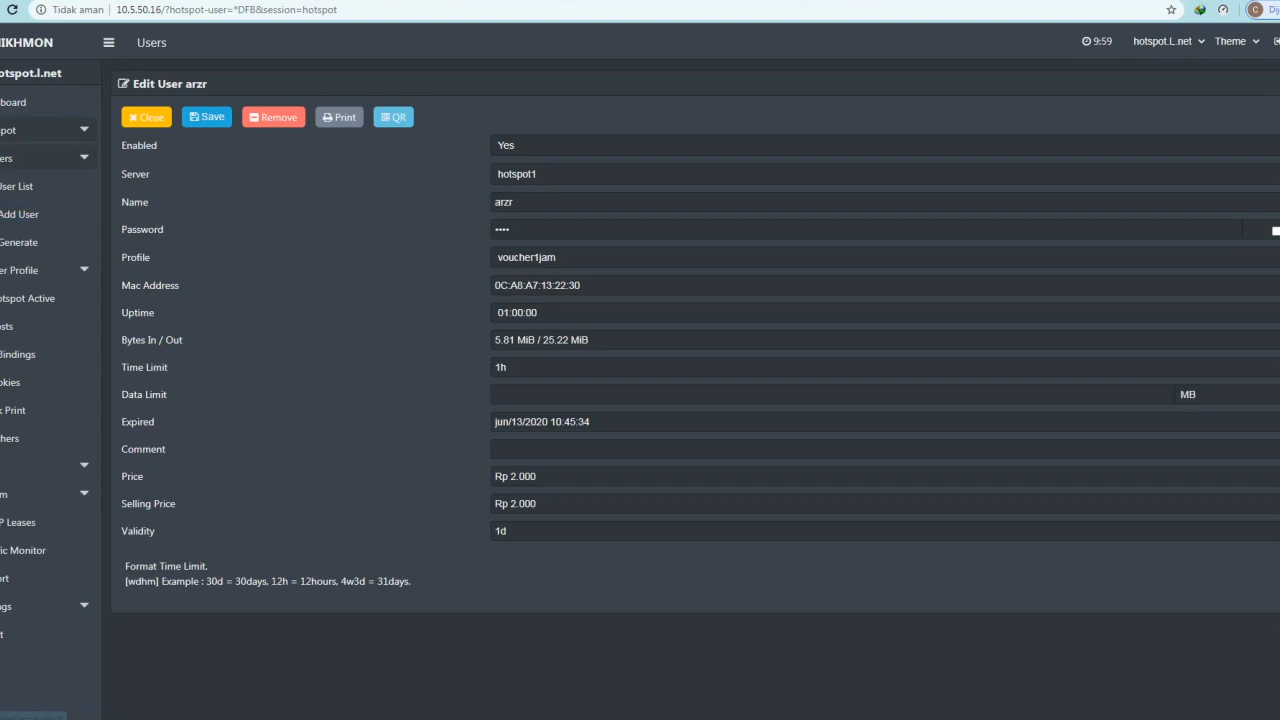 Tidak aman 10.5.50.16/?hotspot-user=*DFB&session=hotspot C Dij
IKHMON Users 9:59 hotspot.L.net Theme
otspot.l.net
Edit User arzr
board
Close Save Remove Print QR
pot
Enabled Yes
ers
Server hotspot1
User List
Name arzr
Add User
Password ••••
Generate
Profile voucher1jam
er Profile
Mac Address 0C:A8:A7:13:22:30
otspot Active
Uptime 01:00:00
osts
Bytes In / Out 5.81 MiB / 25.22 MiB
Bindings
Time Limit 1h
okies
Data Limit MB
k Print
Expired jun/13/2020 10:45:34
hers
Comment
Price Rp 2.000
m
Selling Price Rp 2.000
P Leases
Validity 1d
fic Monitor
Format Time Limit.
ort
[wdhm] Example : 30d = 30days, 12h = 12hours, 4w3d = 31days.
ngs
t